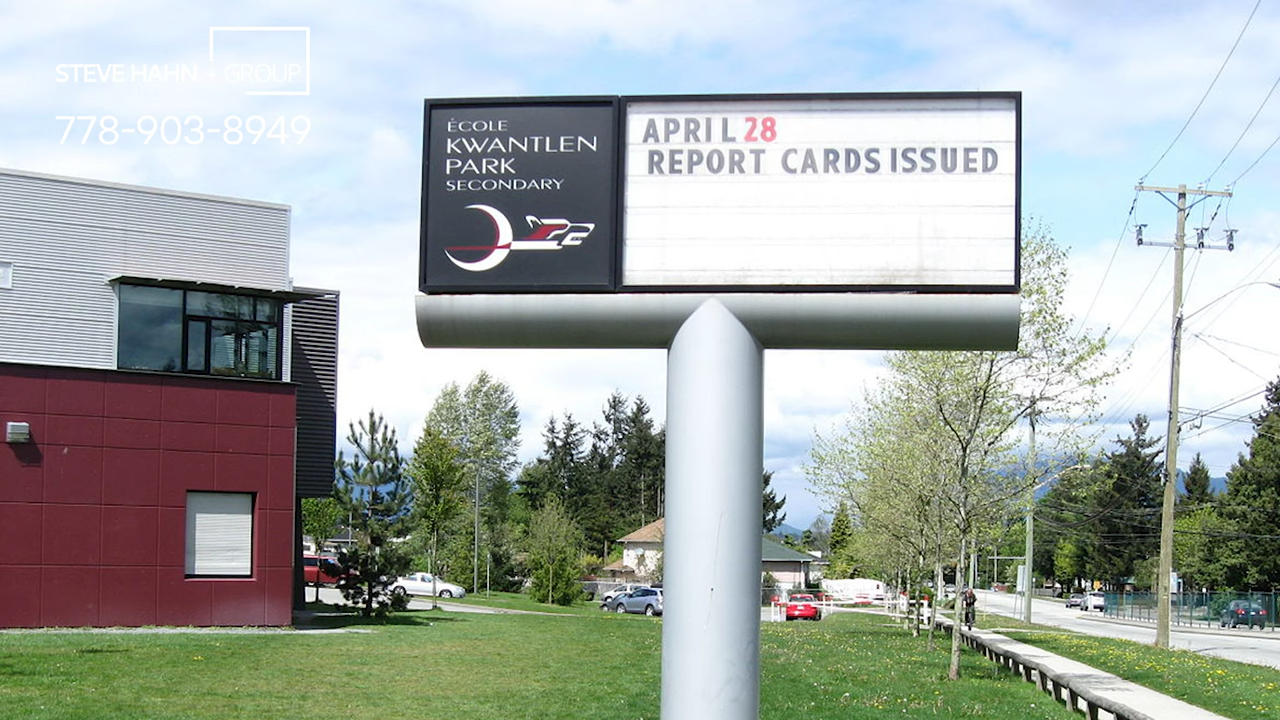 STEVE HAHN + GROUP
778-903-8949
ÉCOLE
KWANTLEN
PARK
SECONDARY
APRIL 28
REPORT CARDS ISSUED